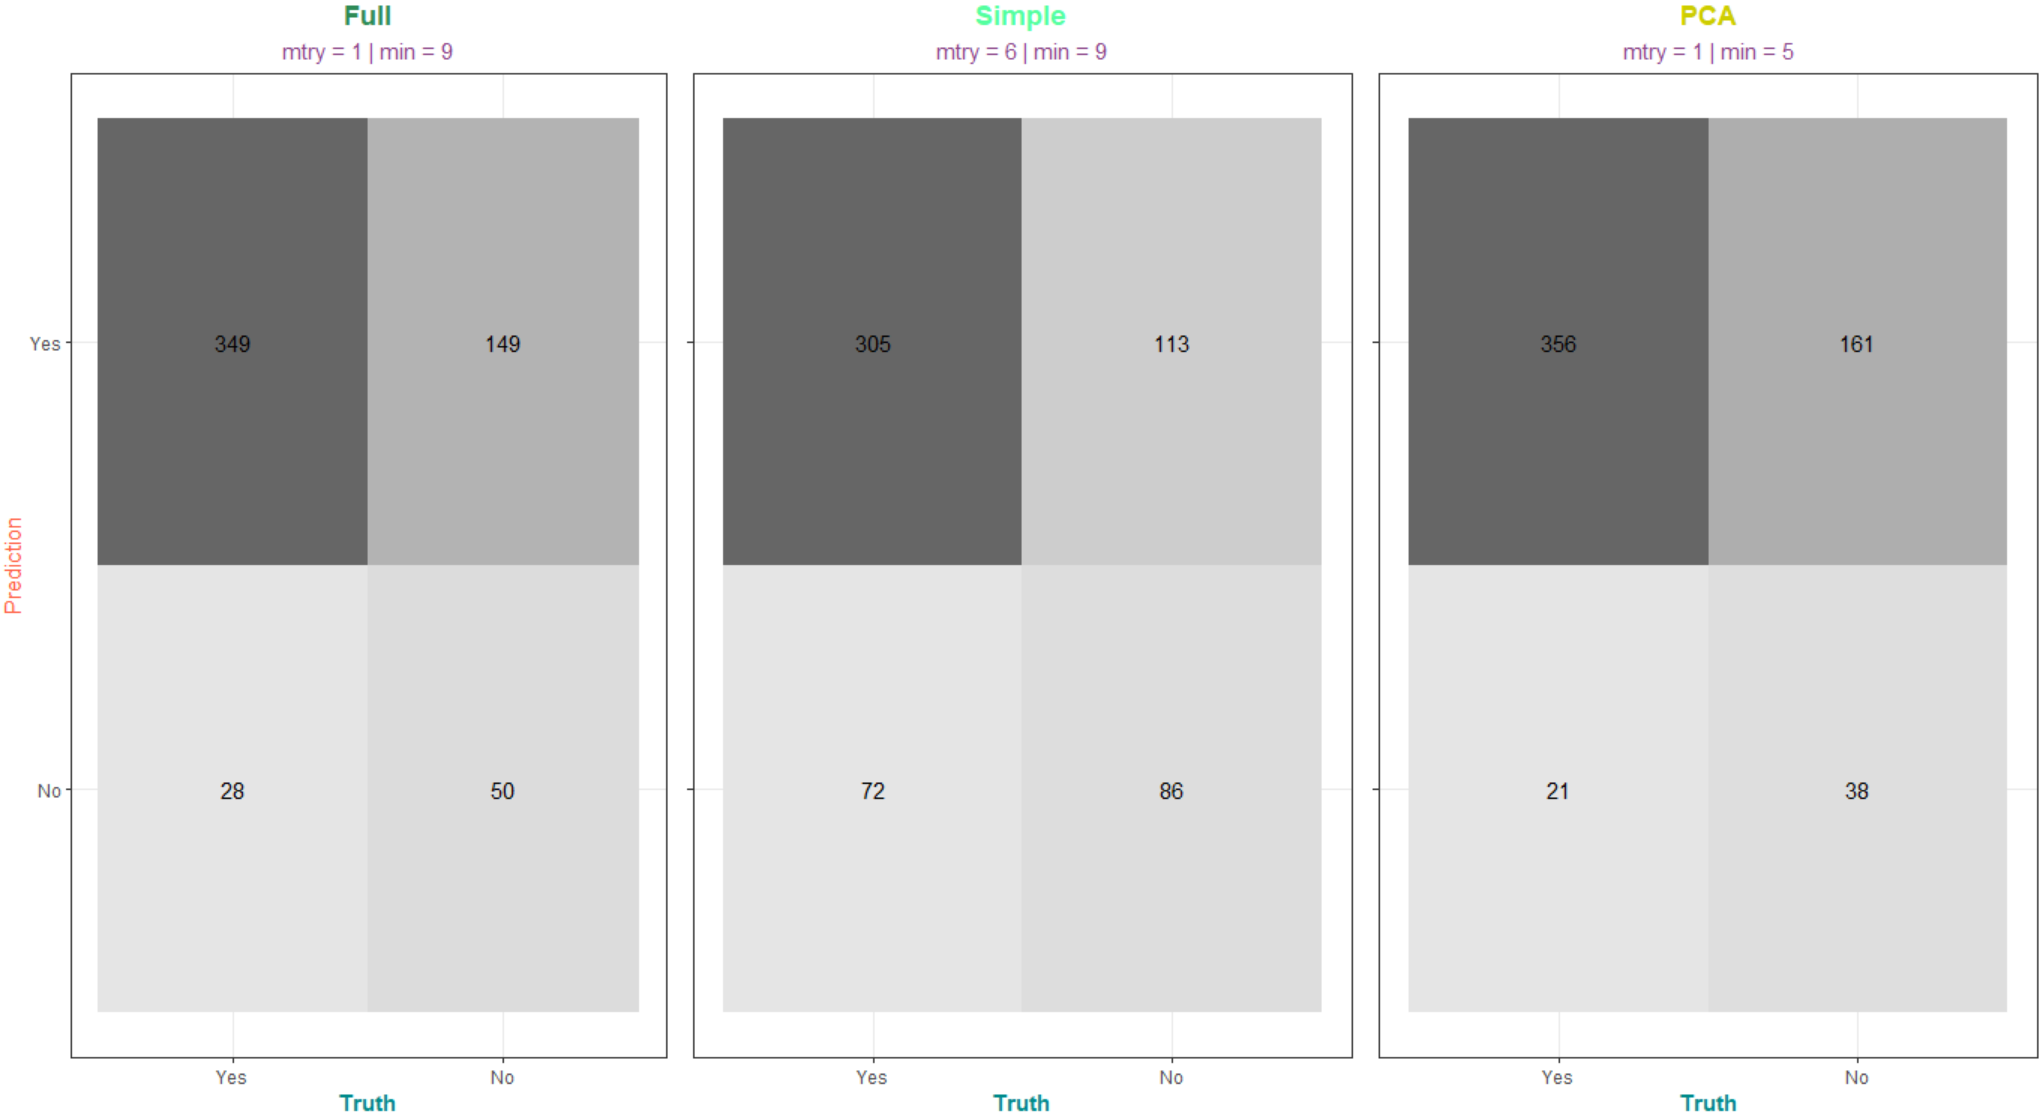 Full
Simple
PCA
mtry = 1 | min = 9
mtry = 6 | min = 9
mtry = 1 | min = 5
Prediction
Yes
349
149
305
113
356
161
No
28
50
72
86
21
38
Yes
No
Yes
No
Yes
No
Truth
Truth
Truth